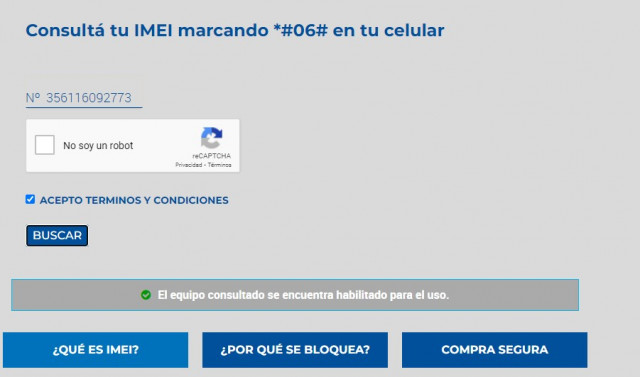 Consultá tu IMEI marcando *#06# en tu celular
Nº 356116092773
No soy un robot
reCAPTCHA
Privacidad - Términos
ACEPTO TERMINOS Y CONDICIONES
BUSCAR
El equipo consultado se encuentra habilitado para el uso.
¿QUÉ ES IMEI? ¿POR QUÉ SE BLOQUEA? COMPRA SEGURA